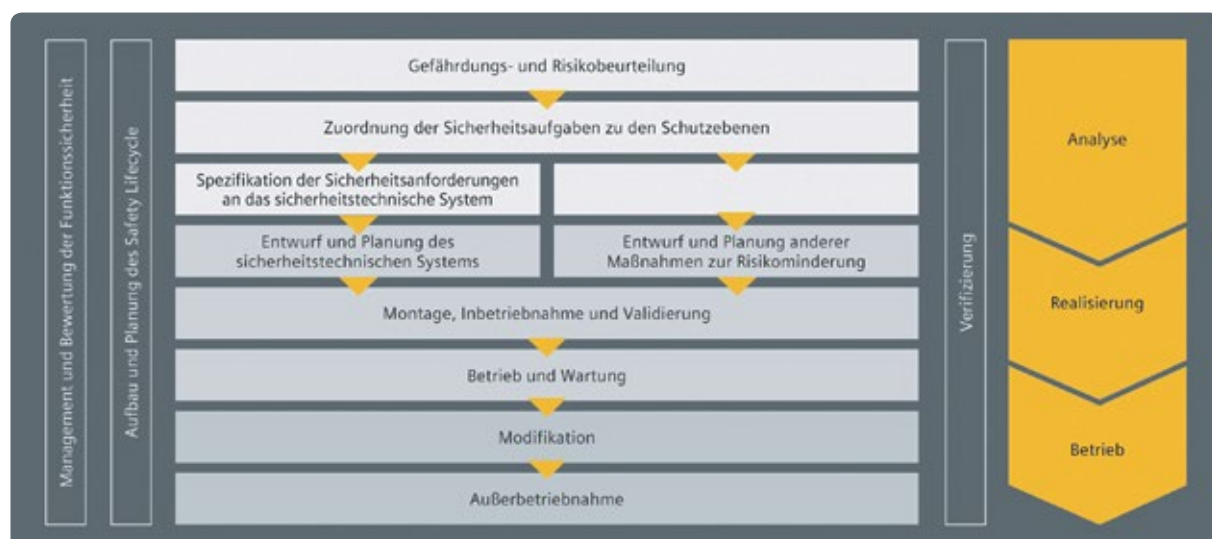 Management und Bewertung der Funktionssicherheit
Aufbau und Planung des Safety Lifecycle
Gefährdungs- und Risikobeurteilung
Zuordnung der Sicherheitsaufgaben zu den Schutzebenen
Spezifikation der Sicherheitsanforderungen
an das sicherheitstechnische System
Entwurf und Planung des
sicherheitstechnischen Systems
Entwurf und Planung anderer
Maßnahmen zur Risikominderung
Montage, Inbetriebnahme und Validierung
Betrieb und Wartung
Modifikation
Außerbetriebnahme
Verifizierung
Analyse
Realisierung
Betrieb